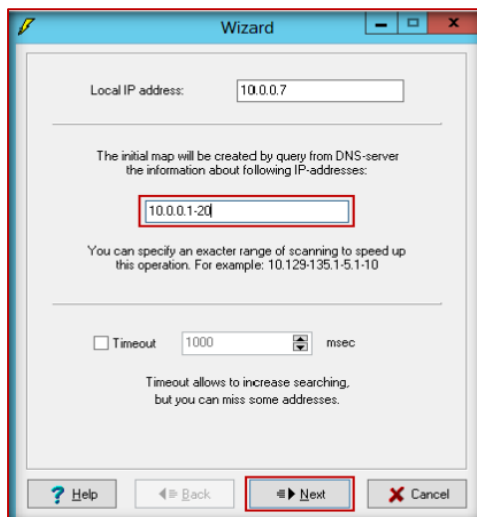 Wizard
Local IP address:
10.0.0.7
The initial map will be created by query from DNS-server
the information about following IP-addresses:
10.0.0.1-20
You can specify an exacter range of scanning to speed up
this operation. For example: 10.129-135.1-5.1-10
Timeout
1000
msec
Timeout allows to increase searching,
but you can miss some addresses.
Help
Back
Next
Cancel